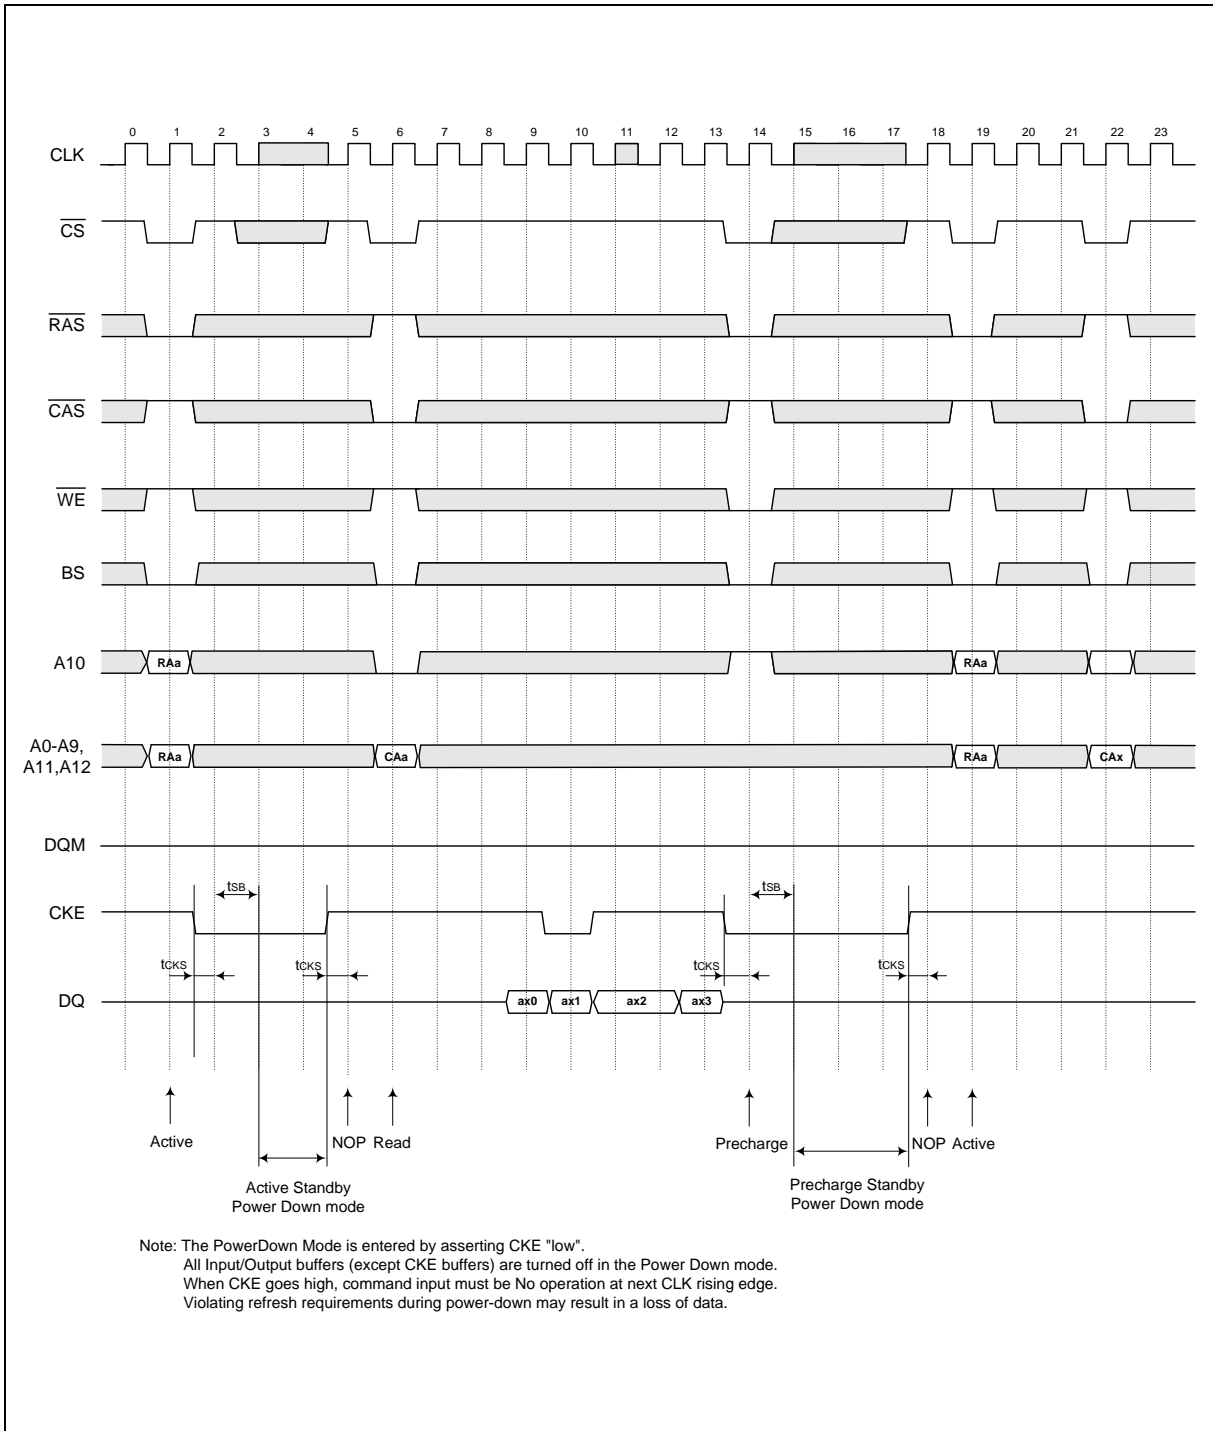 0 1 2 3 4 5 6 7 8 9 10 11 12 13 14 15 16 17 18 19 20 21 22 23
CLK
CS
RAS
CAS
WE
BS
A10 RAa RAa
A0-A9,
A11,A12 RAa CAa RAa CAx
DQM
tSB tSB
CKE
tCKS tCKS tCKS tCKS
DQ ax0 ax1 ax2 ax3
Active NOP Read Precharge NOP Active
Active Standby
Power Down mode
Precharge Standby
Power Down mode
Note: The PowerDown Mode is entered by asserting CKE "low".
All Input/Output buffers (except CKE buffers) are turned off in the Power Down mode.
When CKE goes high, command input must be No operation at next CLK rising edge.
Violating refresh requirements during power-down may result in a loss of data.